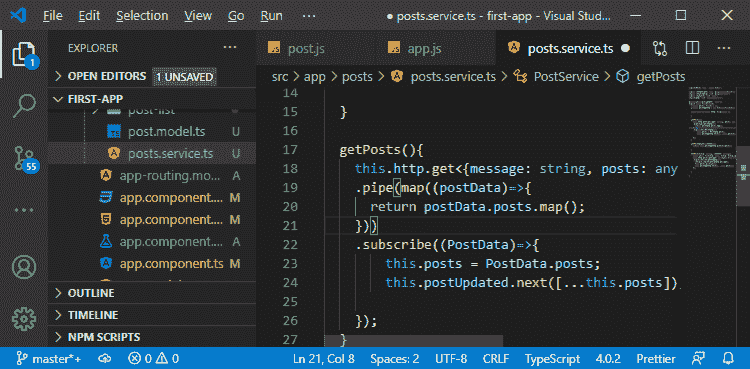 File Edit View Go Run ··· posts.service.ts - first-app - Visual Stud...
EXPLORER
OPEN EDITORS 1 UNSAVED
FIRST-APP
post-list
post.model.ts U
posts.service.ts U
app-routing.mo... A
app.component.... M
app.component.... M
app.component.... A
app.component.ts M
OUTLINE
TIMELINE
NPM SCRIPTS
1
55
post.js app.js posts.service.ts
src > app > posts > posts.service.ts > PostService > getPosts
14
15 }
16
17 getPosts(){
18 this.http.get<{message: string, posts: any
19 .pipe(map((postData)=>{
20 return postData.posts.map();
21 }))
22 .subscribe((PostData)=>{
23 this.posts = PostData.posts;
24 this.postUpdated.next([...this.posts])
25
26 });
27 }
master*+ 0 0 Ln 21, Col 8 Spaces: 2 UTF-8 CRLF TypeScript 4.0.2 Prettier